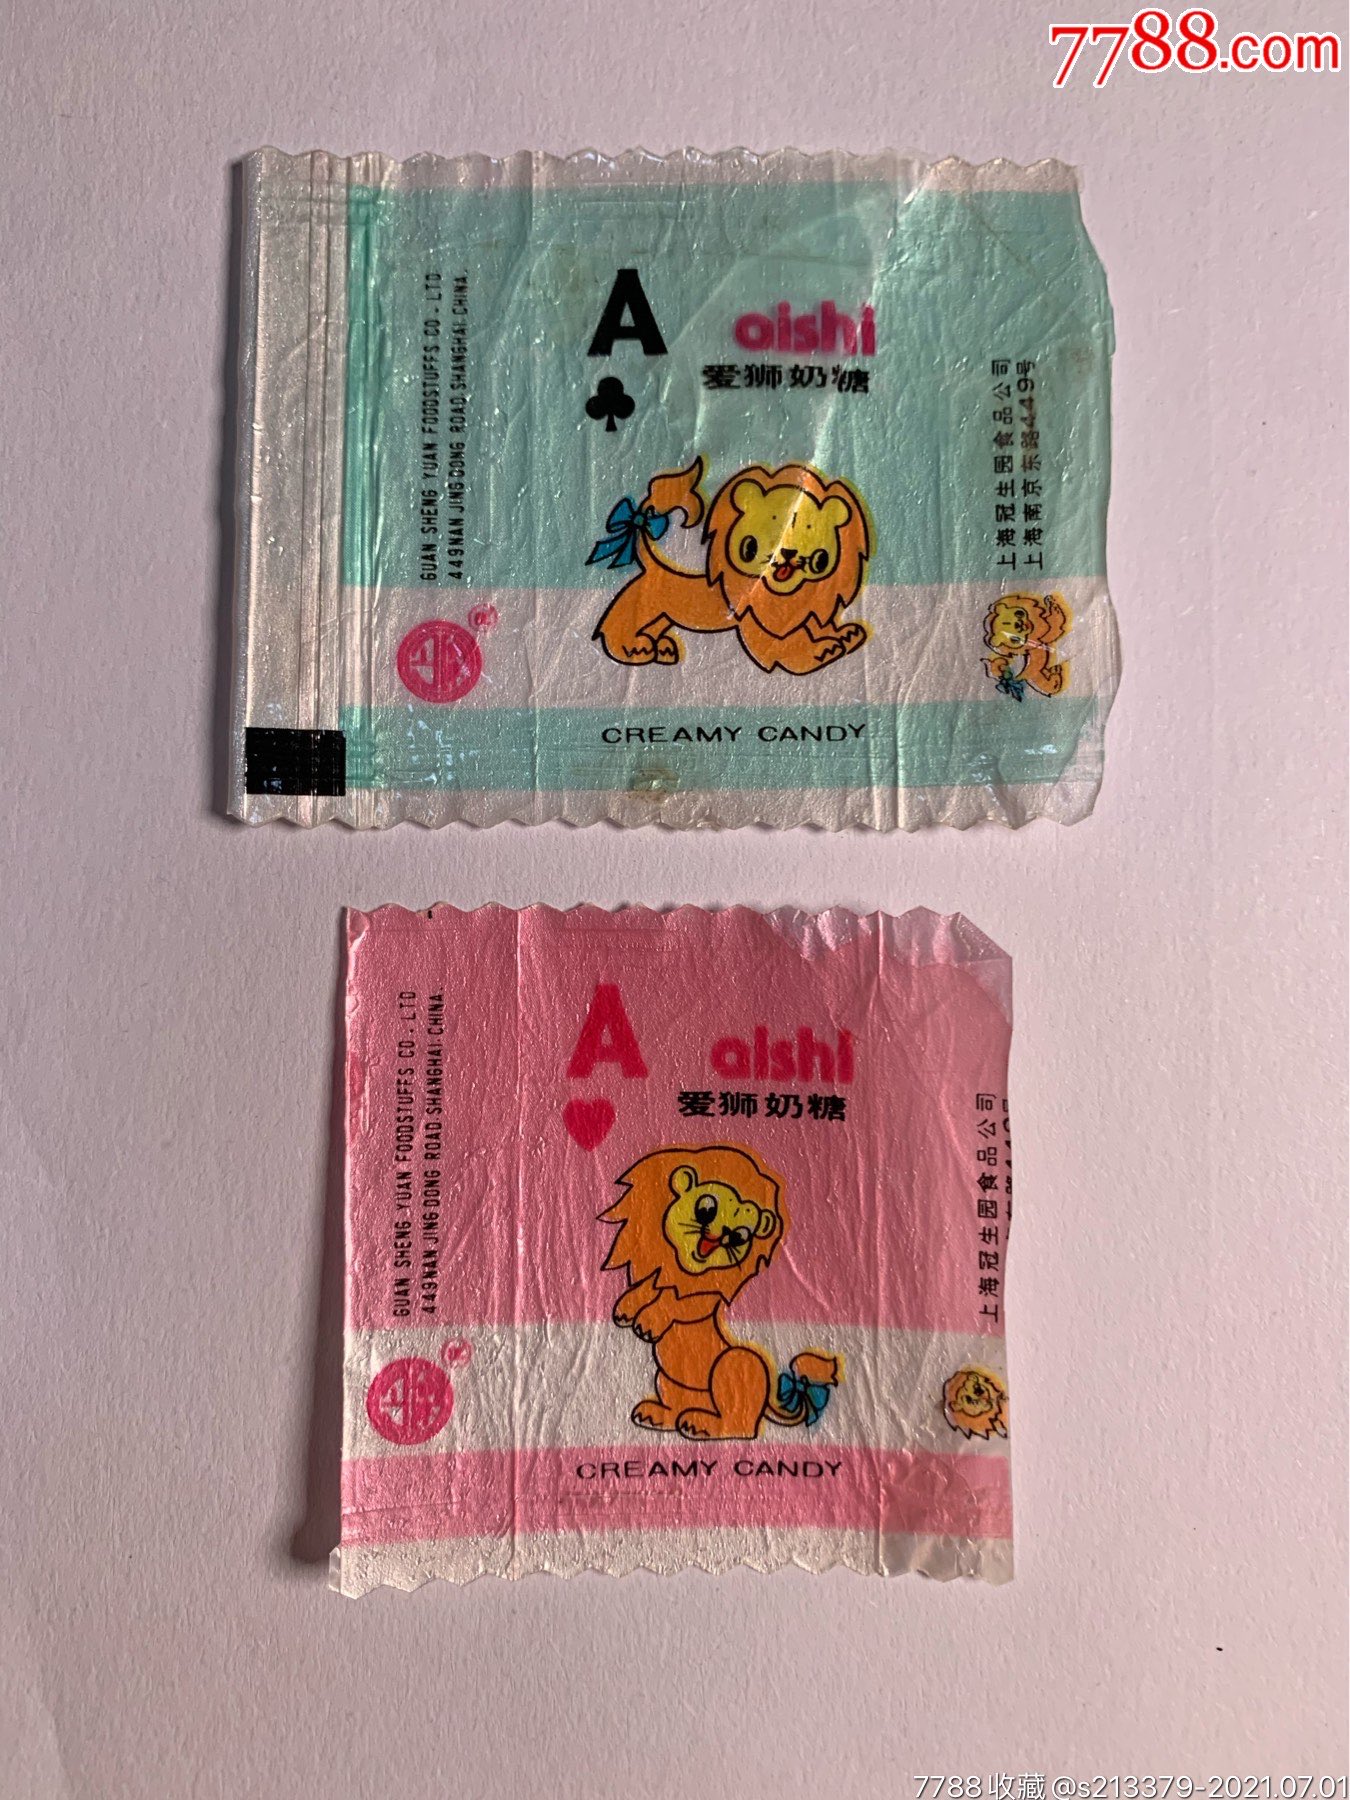 7788.com
GUAN SHENG YUAN FOODSTUFFS CO. LTD
449NAN JING DONG ROAD.SHANGHAI.CHINA.
A
aishi
爱狮奶糖
上海冠生园食品公司
上海南京东路449号
CREAMY CANDY
GUAN SHENG YUAN FOODSTUFFS CO. LTD
449NAN JING DONG ROAD.SHANGHAI.CHINA.
A
aishi
爱狮奶糖
上海冠生园食品公司
CREAMY CANDY
7788收藏@s213379-2021.07.01